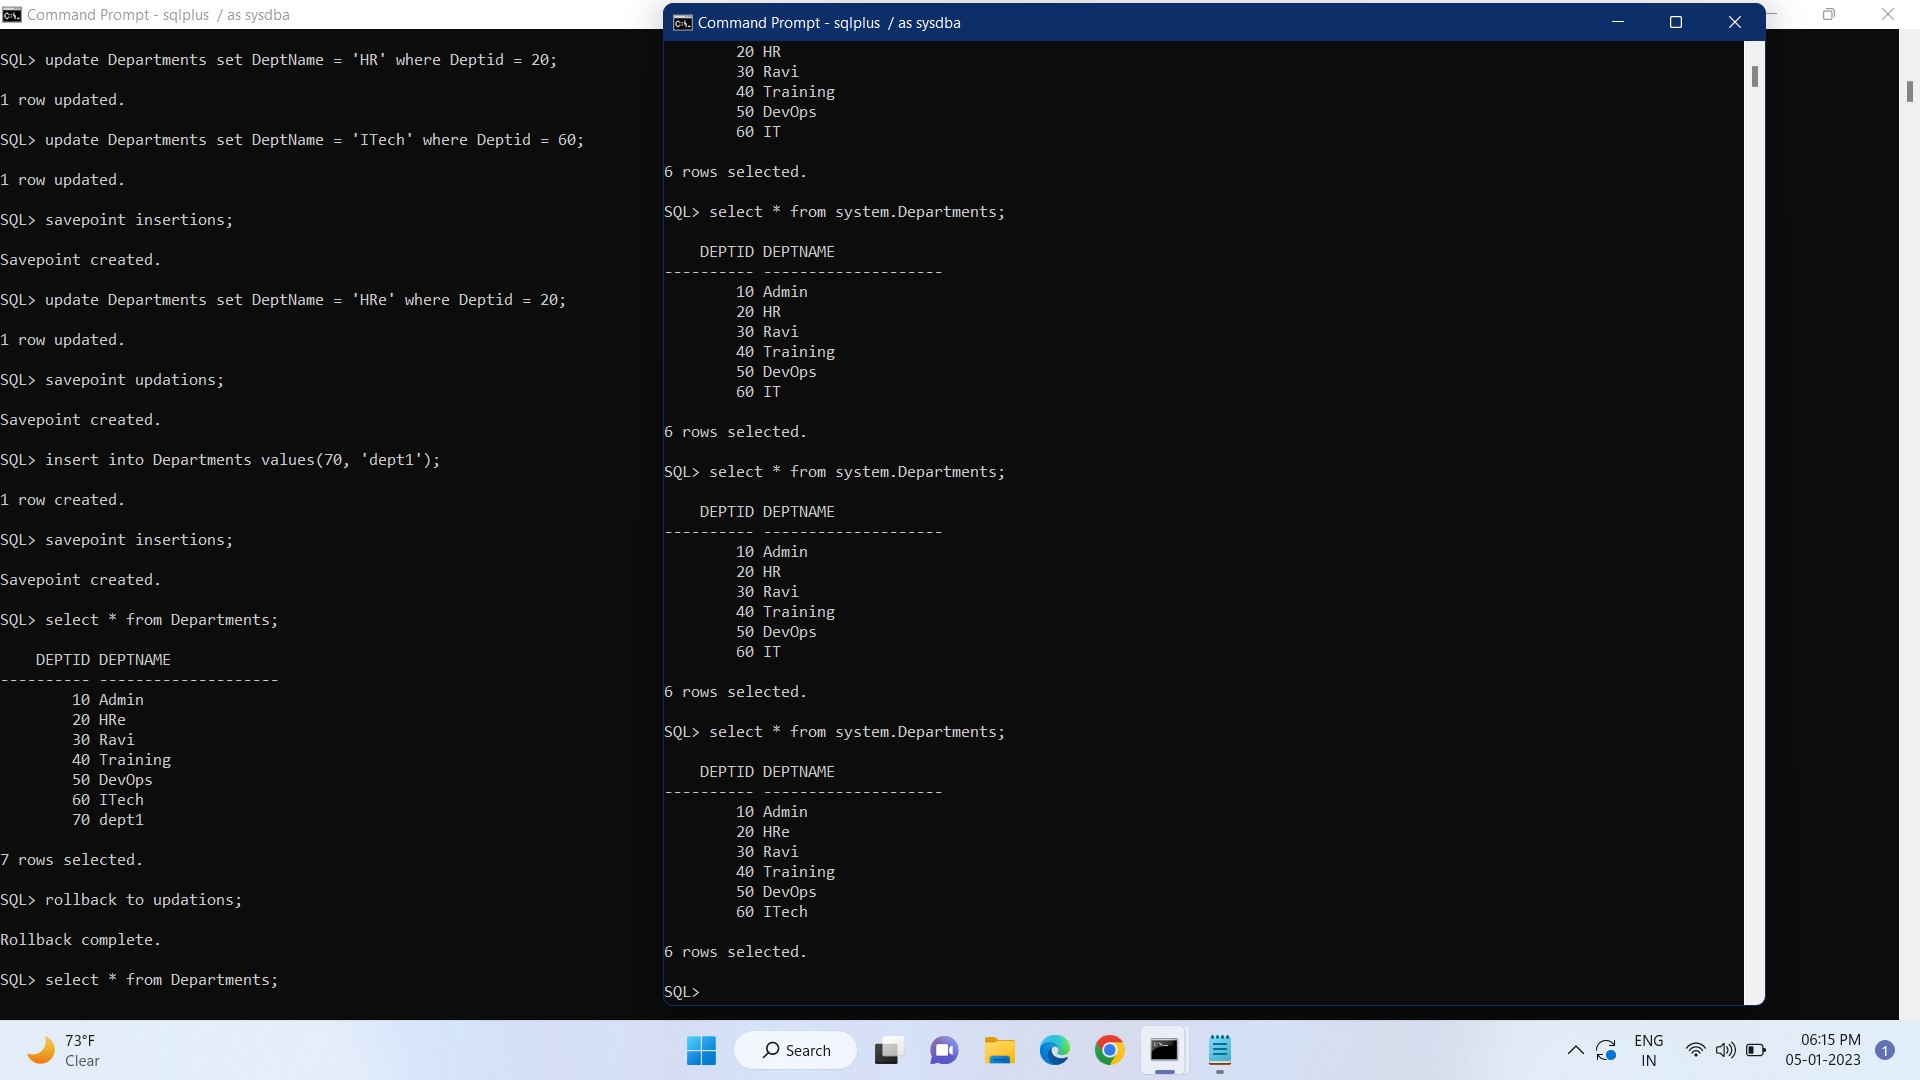 Command Prompt - sqlplus  / as sysdba
SQL> update Departments set DeptName = 'HR' where Deptid = 20;
1 row updated.
SQL> update Departments set DeptName = 'ITech' where Deptid = 60;
1 row updated.
SQL> savepoint insertions;
Savepoint created.
SQL> update Departments set DeptName = 'HRe' where Deptid = 20;
1 row updated.
SQL> savepoint updations;
Savepoint created.
SQL> insert into Departments values(70, 'dept1');
1 row created.
SQL> savepoint insertions;
Savepoint created.
SQL> select * from Departments;
    DEPTID DEPTNAME
---------- --------------------
        10 Admin
        20 HRe
        30 Ravi
        40 Training
        50 DevOps
        60 ITech
        70 dept1
7 rows selected.
SQL> rollback to updations;
Rollback complete.
SQL> select * from Departments;
Command Prompt - sqlplus  / as sysdba
        20 HR
        30 Ravi
        40 Training
        50 DevOps
        60 IT
6 rows selected.
SQL> select * from system.Departments;
    DEPTID DEPTNAME
---------- --------------------
        10 Admin
        20 HR
        30 Ravi
        40 Training
        50 DevOps
        60 IT
6 rows selected.
SQL> select * from system.Departments;
    DEPTID DEPTNAME
---------- --------------------
        10 Admin
        20 HR
        30 Ravi
        40 Training
        50 DevOps
        60 IT
6 rows selected.
SQL> select * from system.Departments;
    DEPTID DEPTNAME
---------- --------------------
        10 Admin
        20 HRe
        30 Ravi
        40 Training
        50 DevOps
        60 ITech
6 rows selected.
SQL>
73°F
Clear
Search
ENG
IN
06:15 PM
05-01-2023
1